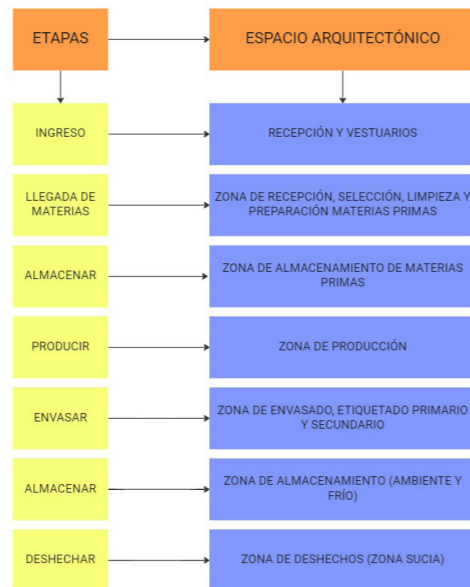 ETAPAS
ESPACIO ARQUITECTÓNICO
INGRESO
RECEPCIÓN Y VESTUARIOS
LLEGADA DE
MATERIAS
ZONA DE RECEPCIÓN, SELECCIÓN, LIMPIEZA Y
PREPARACIÓN MATERIAS PRIMAS
ALMACENAR
ZONA DE ALMACENAMIENTO DE MATERIAS
PRIMAS
PRODUCIR
ZONA DE PRODUCCIÓN
ENVASAR
ZONA DE ENVASADO, ETIQUETADO PRIMARIO
Y SECUNDARIO
ALMACENAR
ZONA DE ALMACENAMIENTO (AMBIENTE Y
FRÍO)
DESHECHAR
ZONA DE DESHECHOS (ZONA SUCIA)